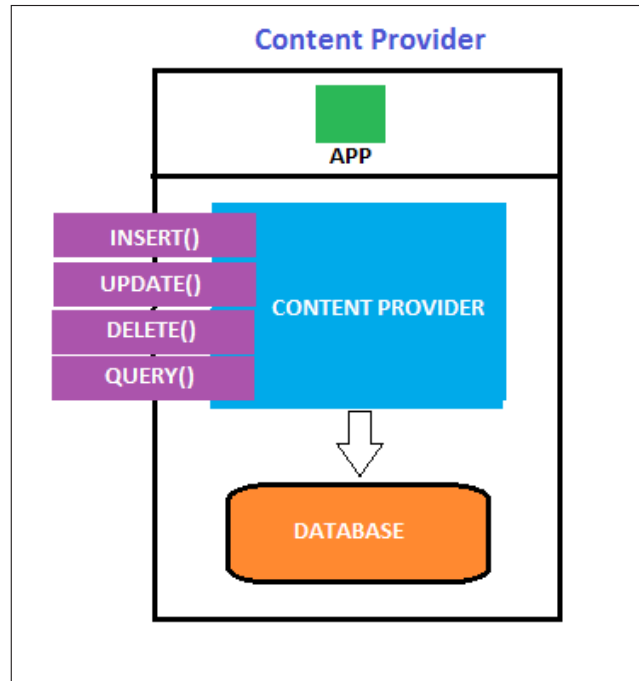 Content Provider
APP
INSERT()
UPDATE()
DELETE()
QUERY()
CONTENT PROVIDER
DATABASE